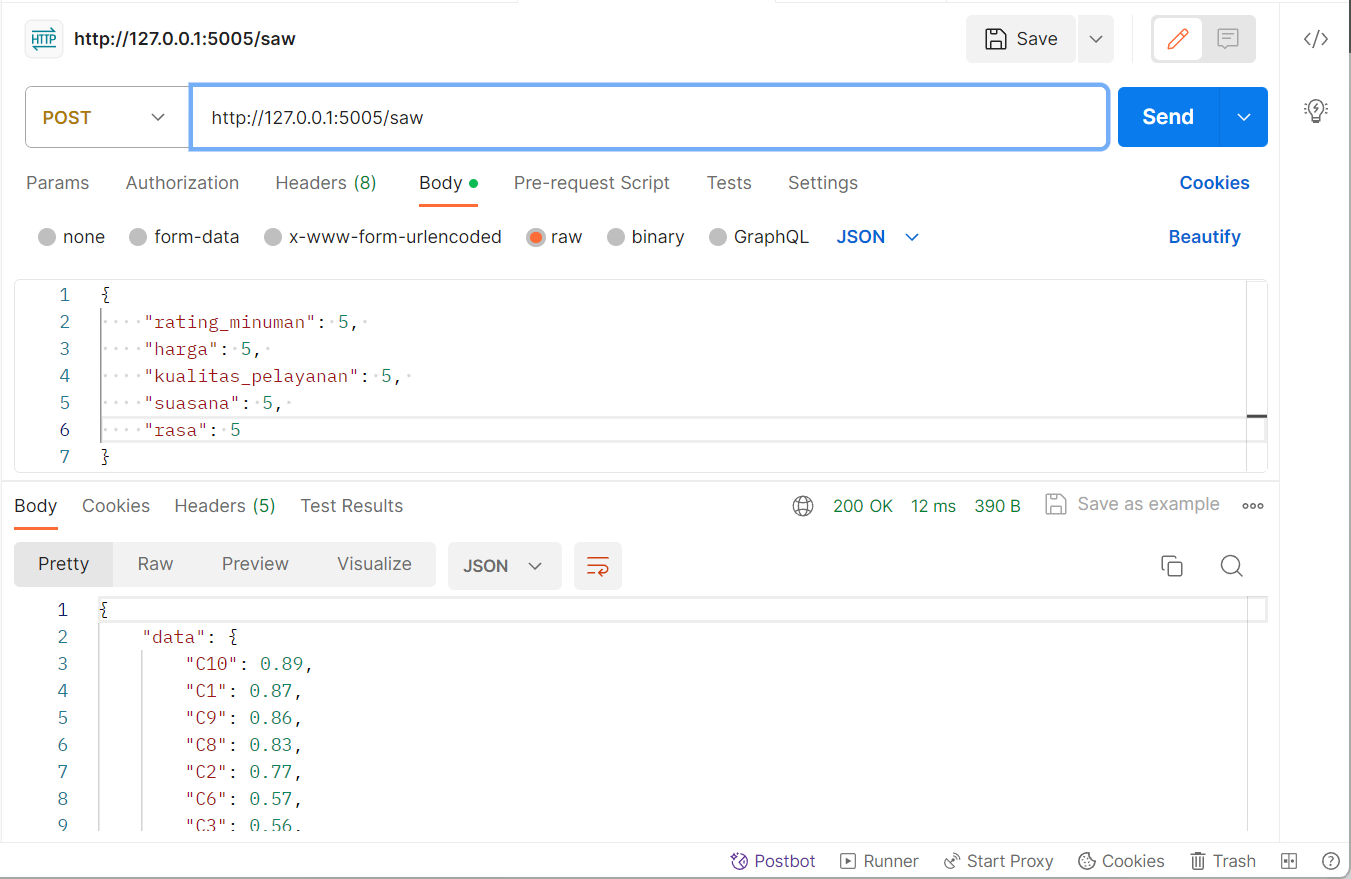 HTTP http://127.0.0.1:5005/saw Save
POST http://127.0.0.1:5005/saw Send
Params Authorization Headers (8) Body Pre-request Script Tests Settings Cookies
none form-data x-www-form-urlencoded raw binary GraphQL JSON Beautify
1 {
2 "rating_minuman": 5,
3 "harga": 5,
4 "kualitas_pelayanan": 5,
5 "suasana": 5,
6 "rasa": 5
7 }
Body Cookies Headers (5) Test Results 200 OK 12 ms 390 B Save as example
Pretty Raw Preview Visualize JSON
1 {
2 "data": {
3 "C10": 0.89,
4 "C1": 0.87,
5 "C9": 0.86,
6 "C8": 0.83,
7 "C2": 0.77,
8 "C6": 0.57,
9 "C3": 0.56,
Postbot Runner Start Proxy Cookies Trash